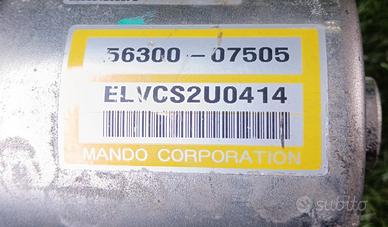 56300-07505
ELVCS2U0414
MANDO CORPORATION
subito